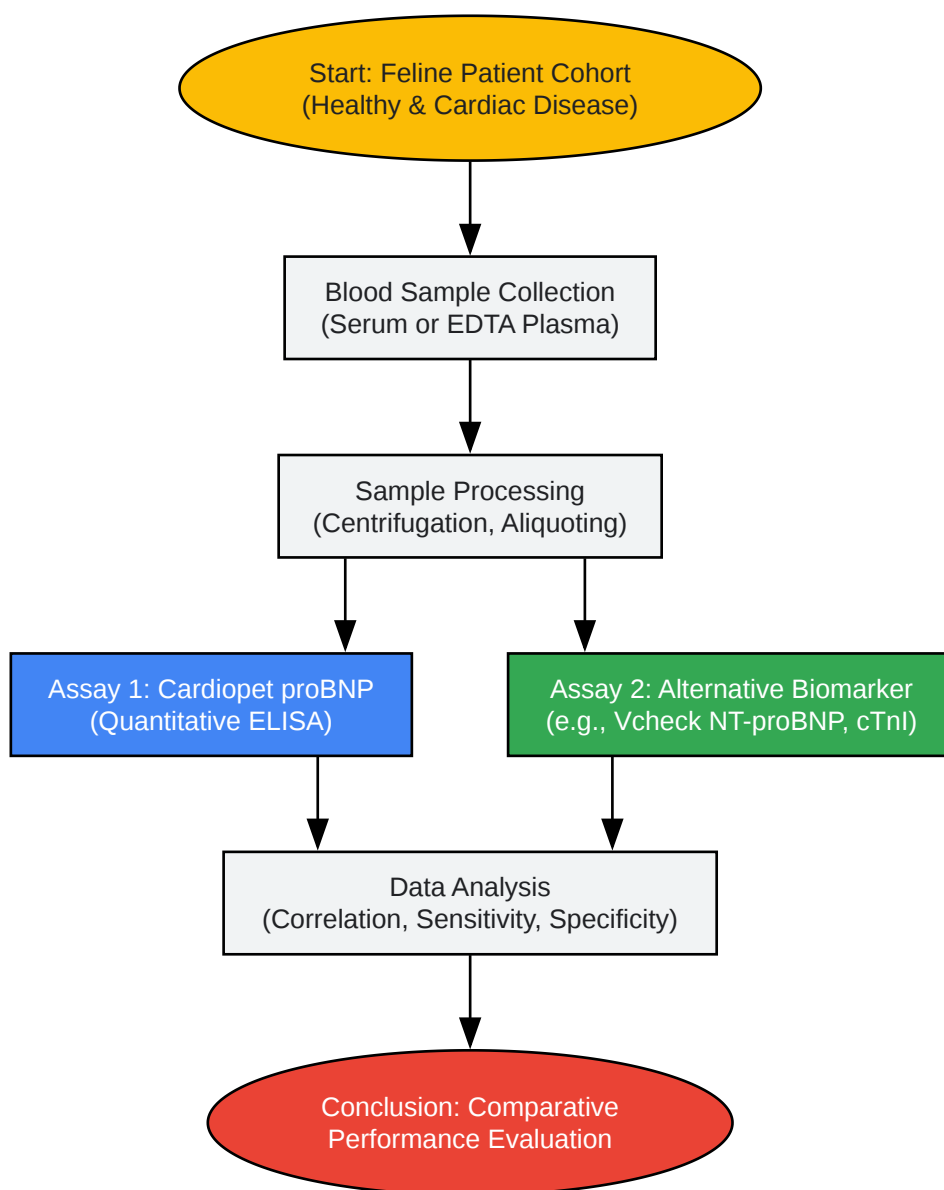 Start: Feline Patient Cohort
(Healthy & Cardiac Disease)
Blood Sample Collection
(Serum or EDTA Plasma)
Sample Processing
(Centrifugation, Aliquoting)
Assay 1: Cardiopet proBNP
(Quantitative ELISA)
Assay 2: Alternative Biomarker
(e.g., Vcheck NT-proBNP, cTnI)
Data Analysis
(Correlation, Sensitivity, Specificity)
Conclusion: Comparative
Performance Evaluation